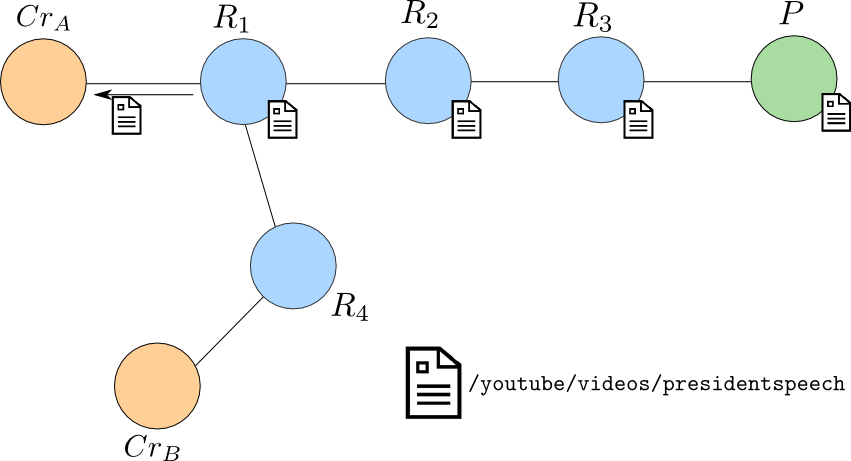 Cr_A
R_1
R_2
R_3
P
R_4
/youtube/videos/presidentspeech
Cr_B